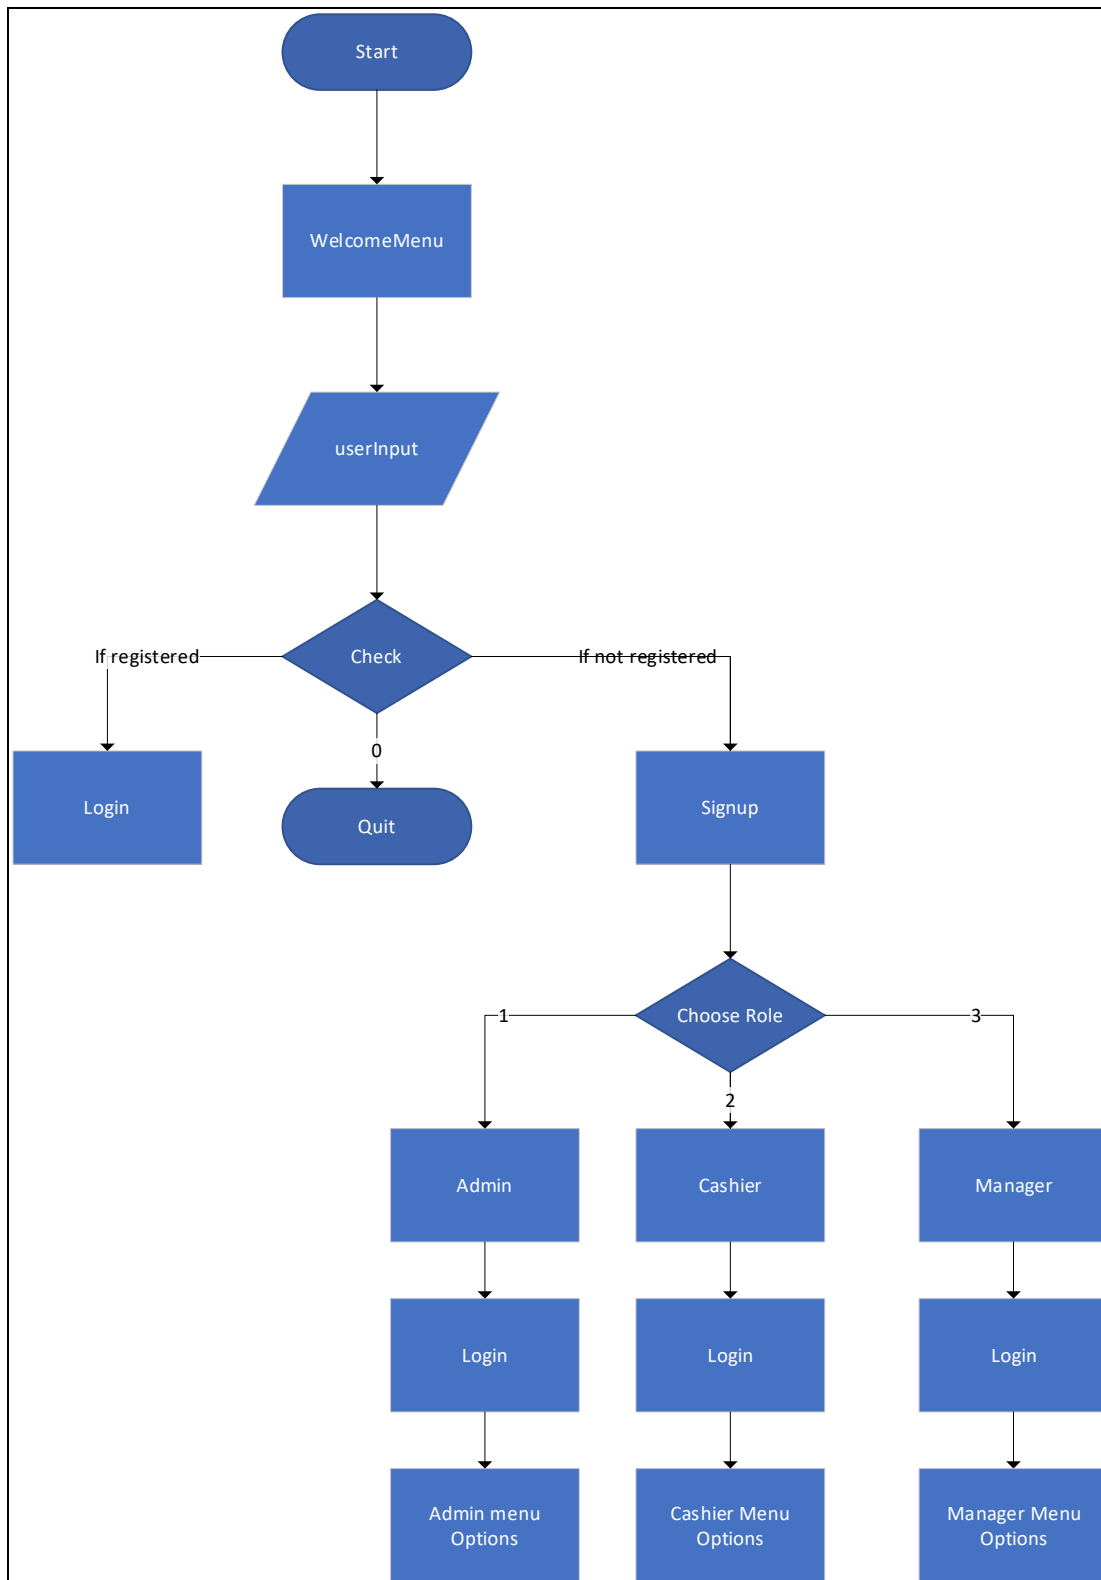 Start
WelcomeMenu
userInput
If registered
Check
If not registered
0
Login
Quit
Signup
1
Choose Role
3
2
Admin
Cashier
Manager
Login
Login
Login
Admin menu
Options
Cashier Menu
Options
Manager Menu
Options